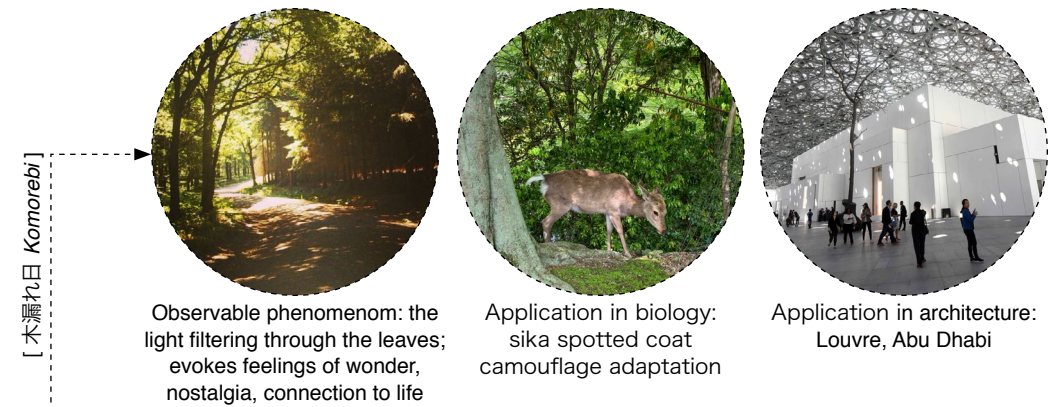 [ 木漏れ日 Komorebi ]
Observable phenomenom: the
light filtering through the leaves;
evokes feelings of wonder,
nostalgia, connection to life
Application in biology:
sika spotted coat
camouflage adaptation
Application in architecture:
Louvre, Abu Dhabi